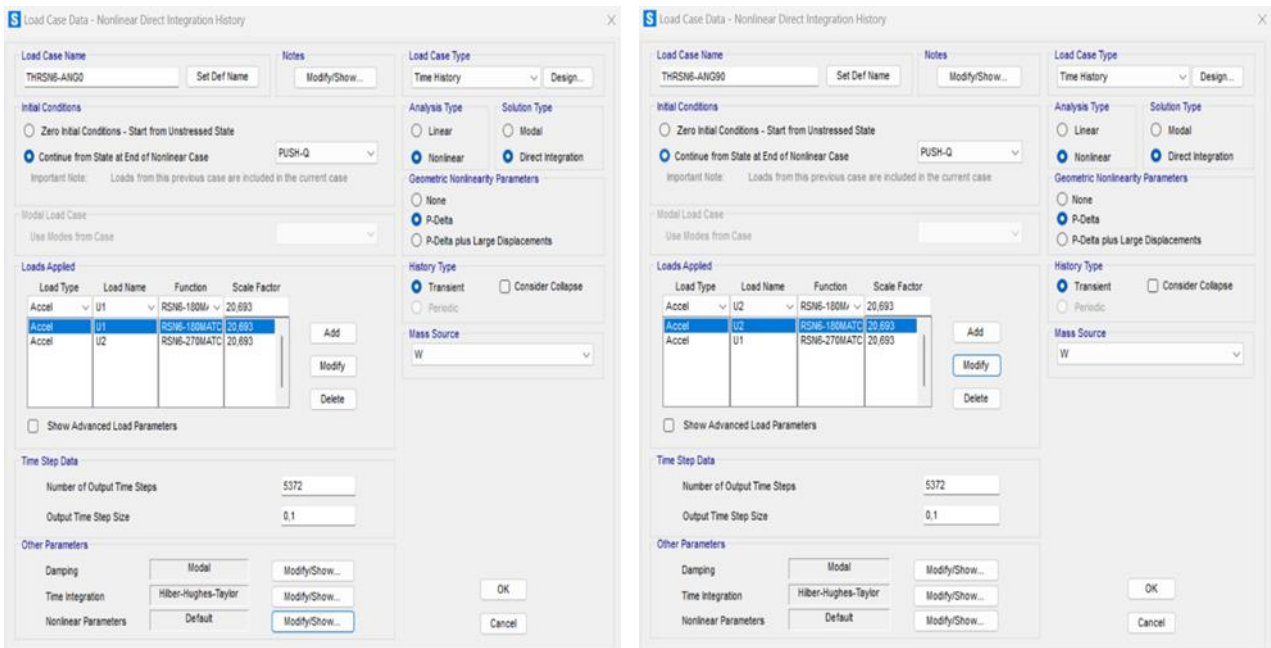 S Load Case Data - Nonlinear Direct Integration History X
Load Case Name
THRSN6-ANG0 Set Def Name
Notes
Modify/Show...
Load Case Type
Time History Design...
Initial Conditions
Zero Initial Conditions - Start from Unstressed State
Continue from State at End of Nonlinear Case PUSH-Q
Important Note: Loads from this previous case are included in the current case
Analysis Type
Linear
Nonlinear
Solution Type
Modal
Direct Integration
Geometric Nonlinearity Parameters
None
P-Delta
P-Delta plus Large Displacements
Modal Load Case
Use Modes from Case
Loads Applied
Load Type Load Name Function Scale Factor
Accel U1 RSN6-180MA 20,693
Accel U1 RSN6-180MATC 20,693
Accel U2 RSN6-270MATC 20,693
Add
Modify
Delete
Show Advanced Load Parameters
History Type
Transient Consider Collapse
Periodic
Mass Source
W
Time Step Data
Number of Output Time Steps 5372
Output Time Step Size 0,1
Other Parameters
Damping Modal Modify/Show...
Time Integration Hilber-Hughes-Taylor Modify/Show...
Nonlinear Parameters Default Modify/Show...
OK
Cancel
S Load Case Data - Nonlinear Direct Integration History X
Load Case Name
THRSN6-ANG90 Set Def Name
Notes
Modify/Show...
Load Case Type
Time History Design...
Initial Conditions
Zero Initial Conditions - Start from Unstressed State
Continue from State at End of Nonlinear Case PUSH-Q
Important Note: Loads from this previous case are included in the current case
Analysis Type
Linear
Nonlinear
Solution Type
Modal
Direct Integration
Geometric Nonlinearity Parameters
None
P-Delta
P-Delta plus Large Displacements
Modal Load Case
Use Modes from Case
Loads Applied
Load Type Load Name Function Scale Factor
Accel U2 RSN6-180M 20,693
Accel U2 RSN6-180MATC 20,693
Accel U1 RSN6-270MATC 20,693
Add
Modify
Delete
Show Advanced Load Parameters
History Type
Transient Consider Collapse
Periodic
Mass Source
W
Time Step Data
Number of Output Time Steps 5372
Output Time Step Size 0,1
Other Parameters
Damping Modal Modify/Show...
Time Integration Hilber-Hughes-Taylor Modify/Show...
Nonlinear Parameters Default Modify/Show...
OK
Cancel